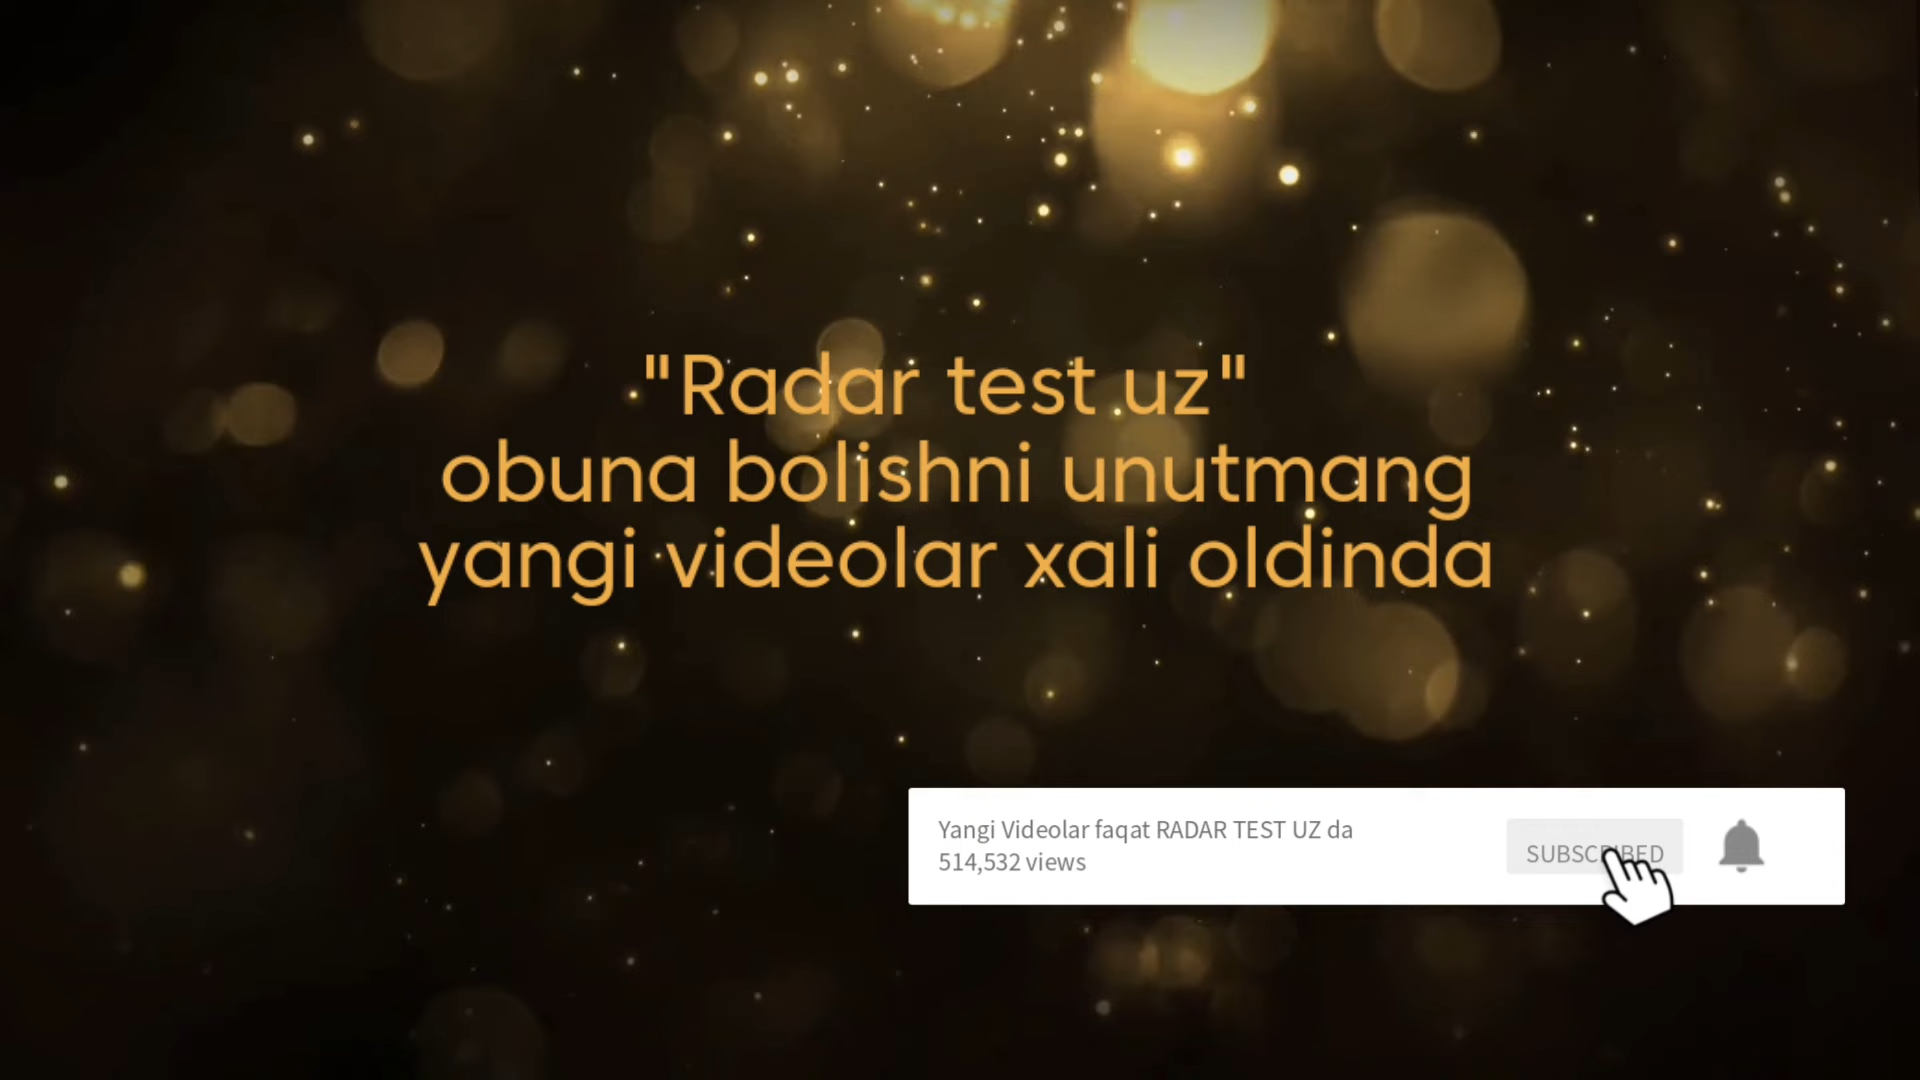 "Radar test uz"
obuna bolishni unutmang
yangi videolar xali oldinda
Yangi Videolar faqat RADAR TEST UZ da
514,532 views
SUBSCRIBED